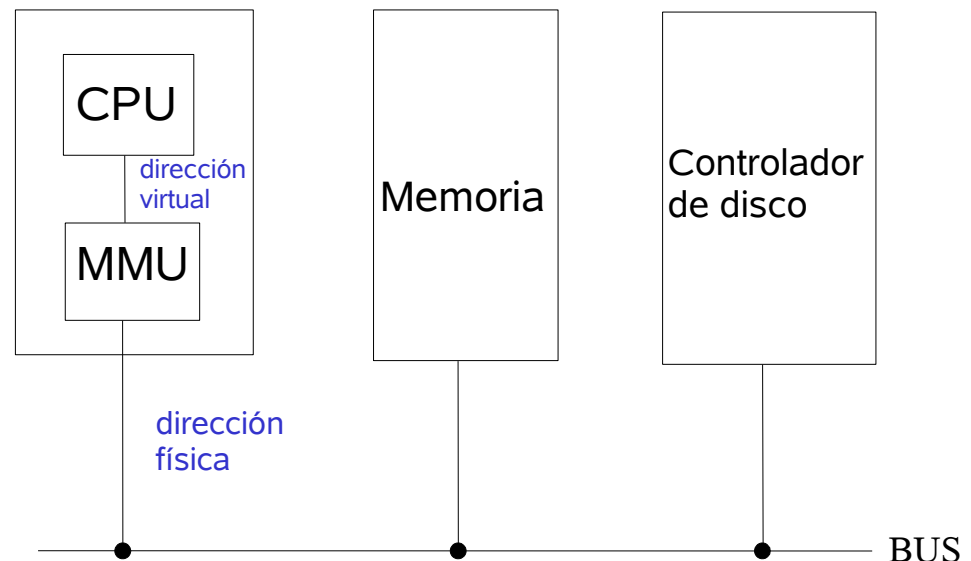 CPU
dirección
virtual
MMU
Memoria
Controlador
de disco
dirección
física
BUS